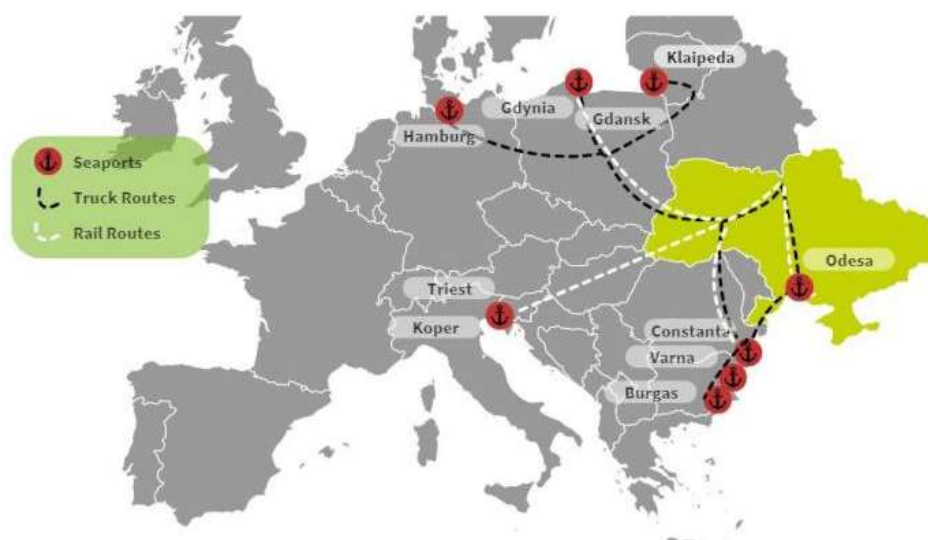 Klaipeda
Gdynia
Gdansk
Hamburg
Seaports
Truck Routes
Rail Routes
Odesa
Triest
Koper
Constanta
Varna
Burgas